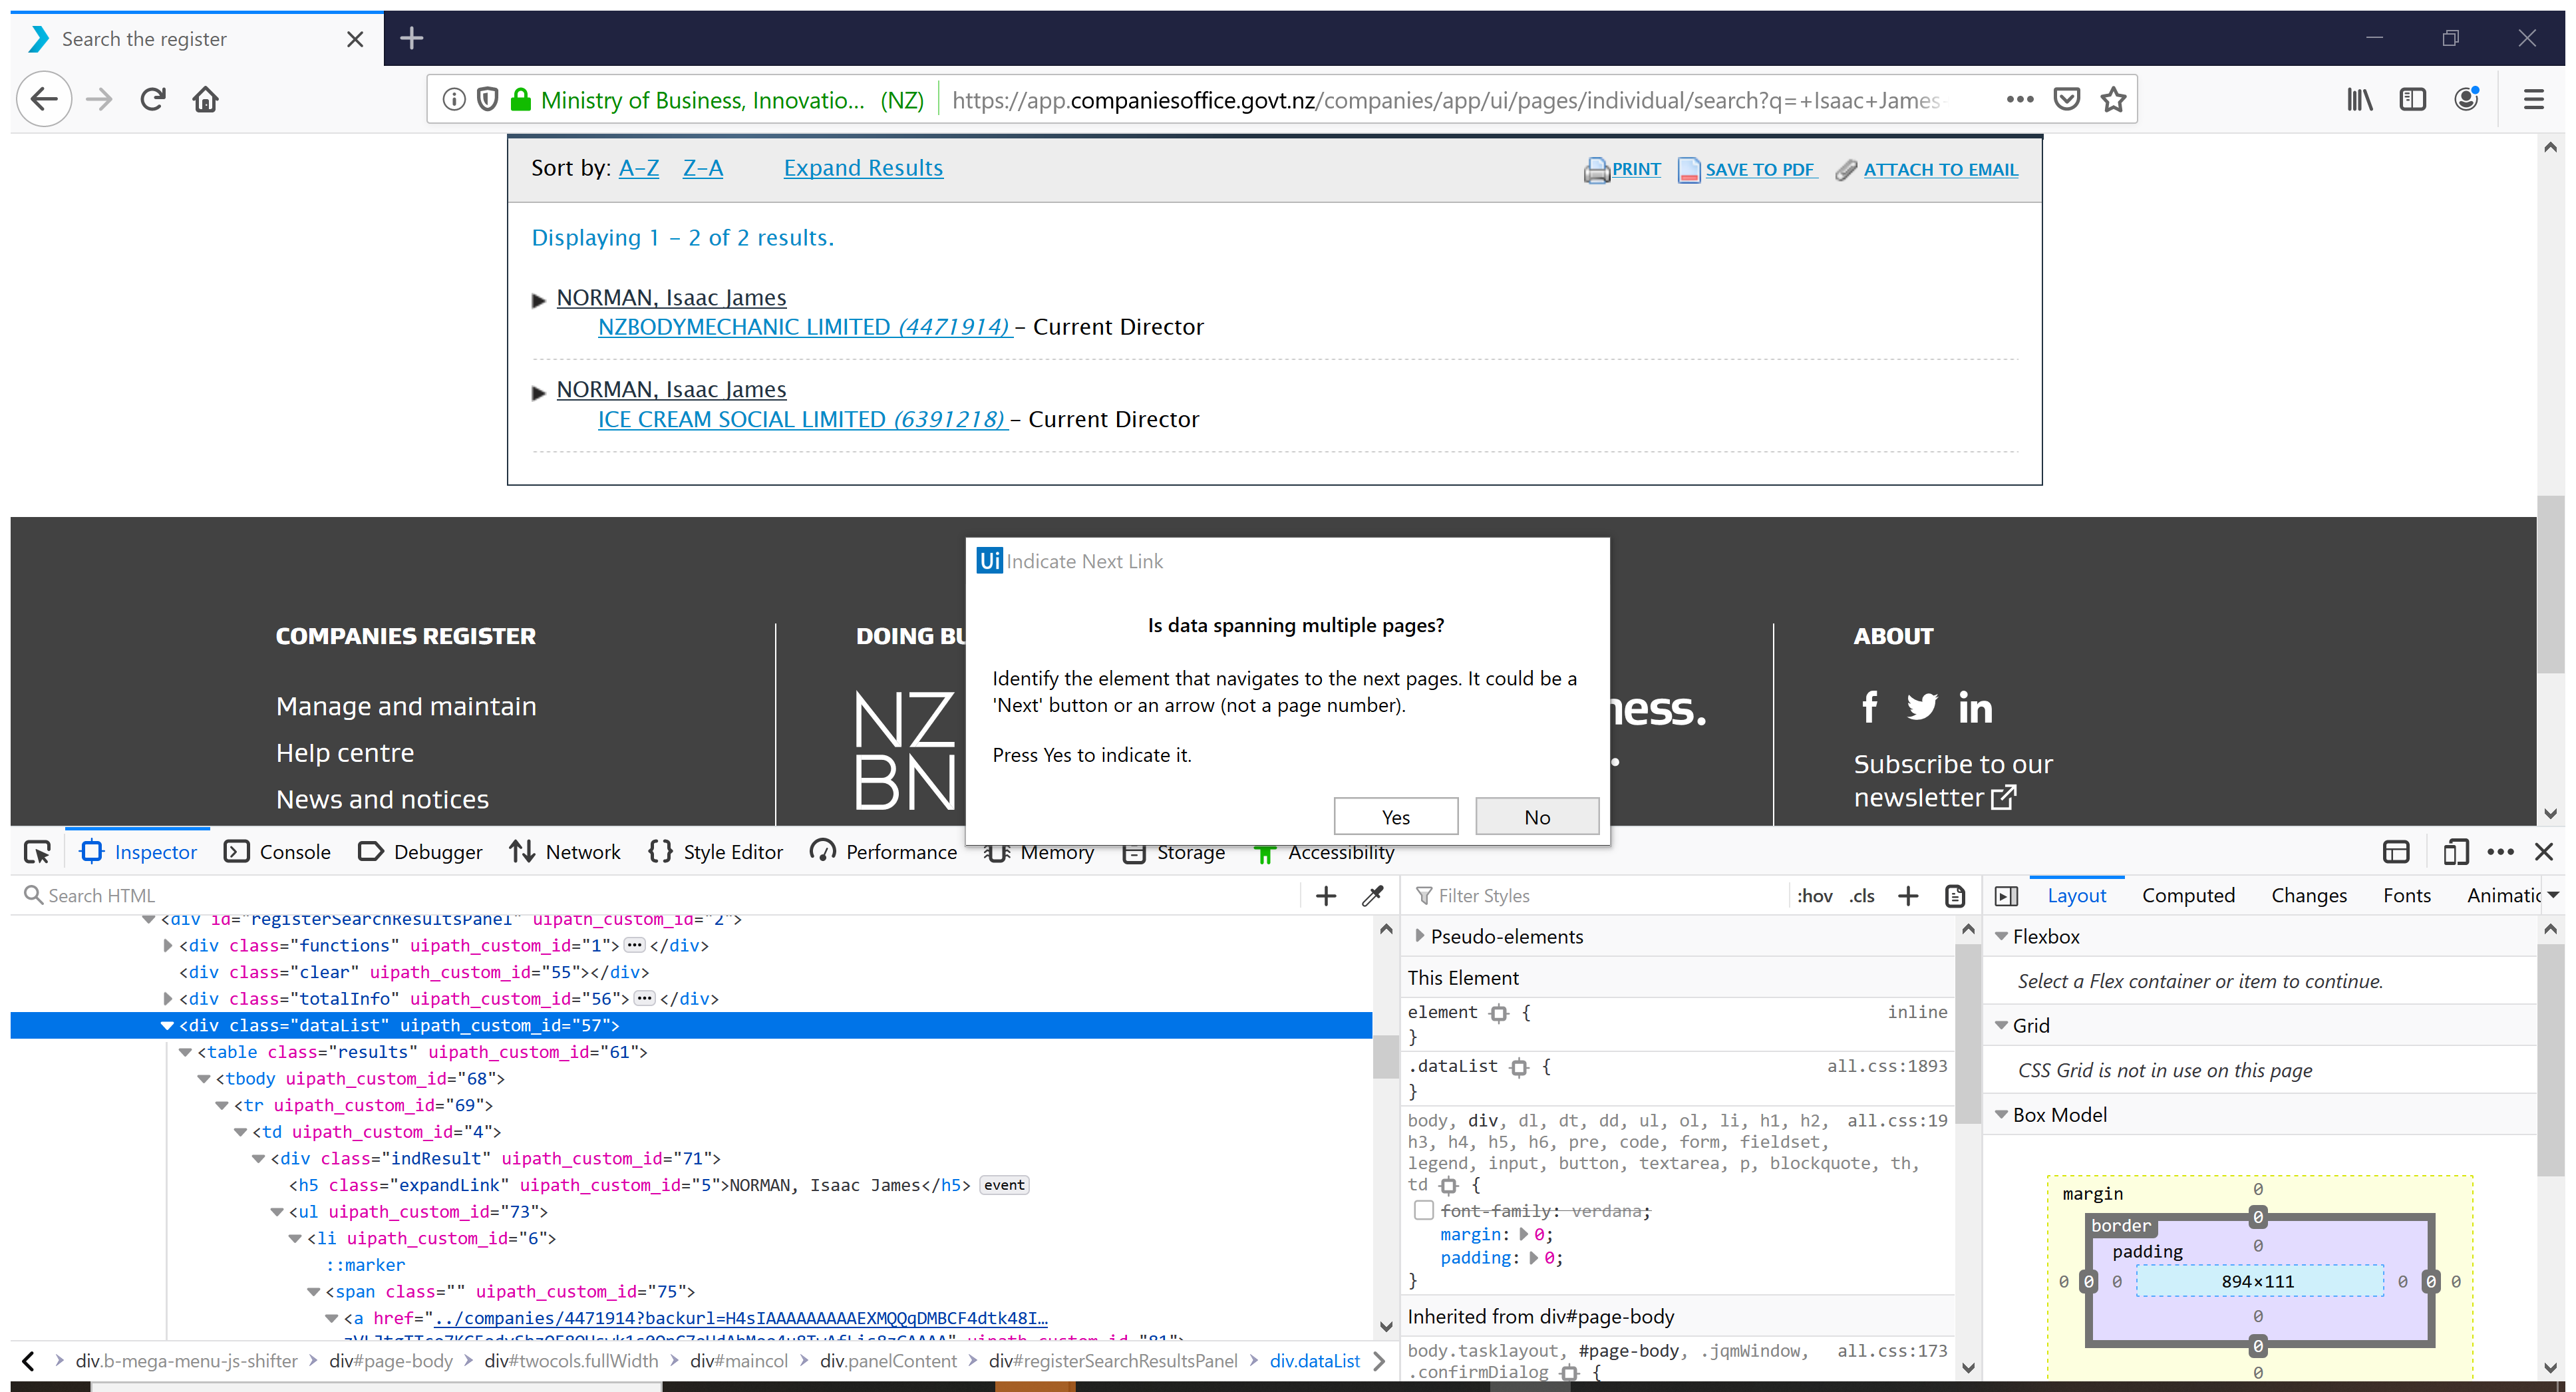 Search the register
Ministry of Business, Innovatio... (NZ)
https://app.companiesoffice.govt.nz/companies/app/ui/pages/individual/search?q=+Isaac+James-
Sort by: A-Z Z-A Expand Results
PRINT SAVE TO PDF ATTACH TO EMAIL
Displaying 1 - 2 of 2 results.
NORMAN, Isaac James
NZBODYMECHANIC LIMITED (4471914) - Current Director
NORMAN, Isaac James
ICE CREAM SOCIAL LIMITED (6391218) - Current Director
Ui Indicate Next Link
Is data spanning multiple pages?
Identify the element that navigates to the next pages. It could be a
'Next' button or an arrow (not a page number).
Press Yes to indicate it.
Yes No
COMPANIES REGISTER
Manage and maintain
Help centre
News and notices
DOING BU
NZ
BN
ness.
ABOUT
f in
Subscribe to our
newsletter
Inspector Console Debugger Network Style Editor Performance Memory Storage Accessibility
Search HTML
<div id="registerSearchResultsPanel" uipath_custom_id="2">
<div class="functions" uipath_custom_id="1"></div>
<div class="clear" uipath_custom_id="55"></div>
<div class="totalInfo" uipath_custom_id="56"></div>
<div class="dataList" uipath_custom_id="57">
<table class="results" uipath_custom_id="61">
<tbody uipath_custom_id="68">
<tr uipath_custom_id="69">
<td uipath_custom_id="4">
<div class="indResult" uipath_custom_id="71">
<h5 class="expandLink" uipath_custom_id="5">NORMAN, Isaac James</h5> event
<ul uipath_custom_id="73">
<li uipath_custom_id="6">
::marker
<span class="" uipath_custom_id="75">
<a href="../companies/4471914?backurl=H4sIAAAAAAAAAEXMQQqDMBCF4dtk48I…
div.b-mega-menu-js-shifter div#page-body div#twocols.fullWidth div#maincol div.panelContent div#registerSearchResultsPanel div.dataList
Filter Styles
:hov .cls
Pseudo-elements
This Element
element { inline
}
.dataList { all.css:1893
}
body, div, dl, dt, dd, ul, ol, li, h1, h2, all.css:19
h3, h4, h5, h6, pre, code, form, fieldset,
legend, input, button, textarea, p, blockquote, th,
td {
font-family: verdana;
margin: 0;
padding: 0;
}
Inherited from div#page-body
body.tasklayout, #page-body, .jqmWindow, all.css:173
.confirmDialog {
Layout Computed Changes Fonts Animatic
Flexbox
Select a Flex container or item to continue.
Grid
CSS Grid is not in use on this page
Box Model
margin 0
border 0
padding 0
0 0 0 894×111 0 0 0
0
0
0